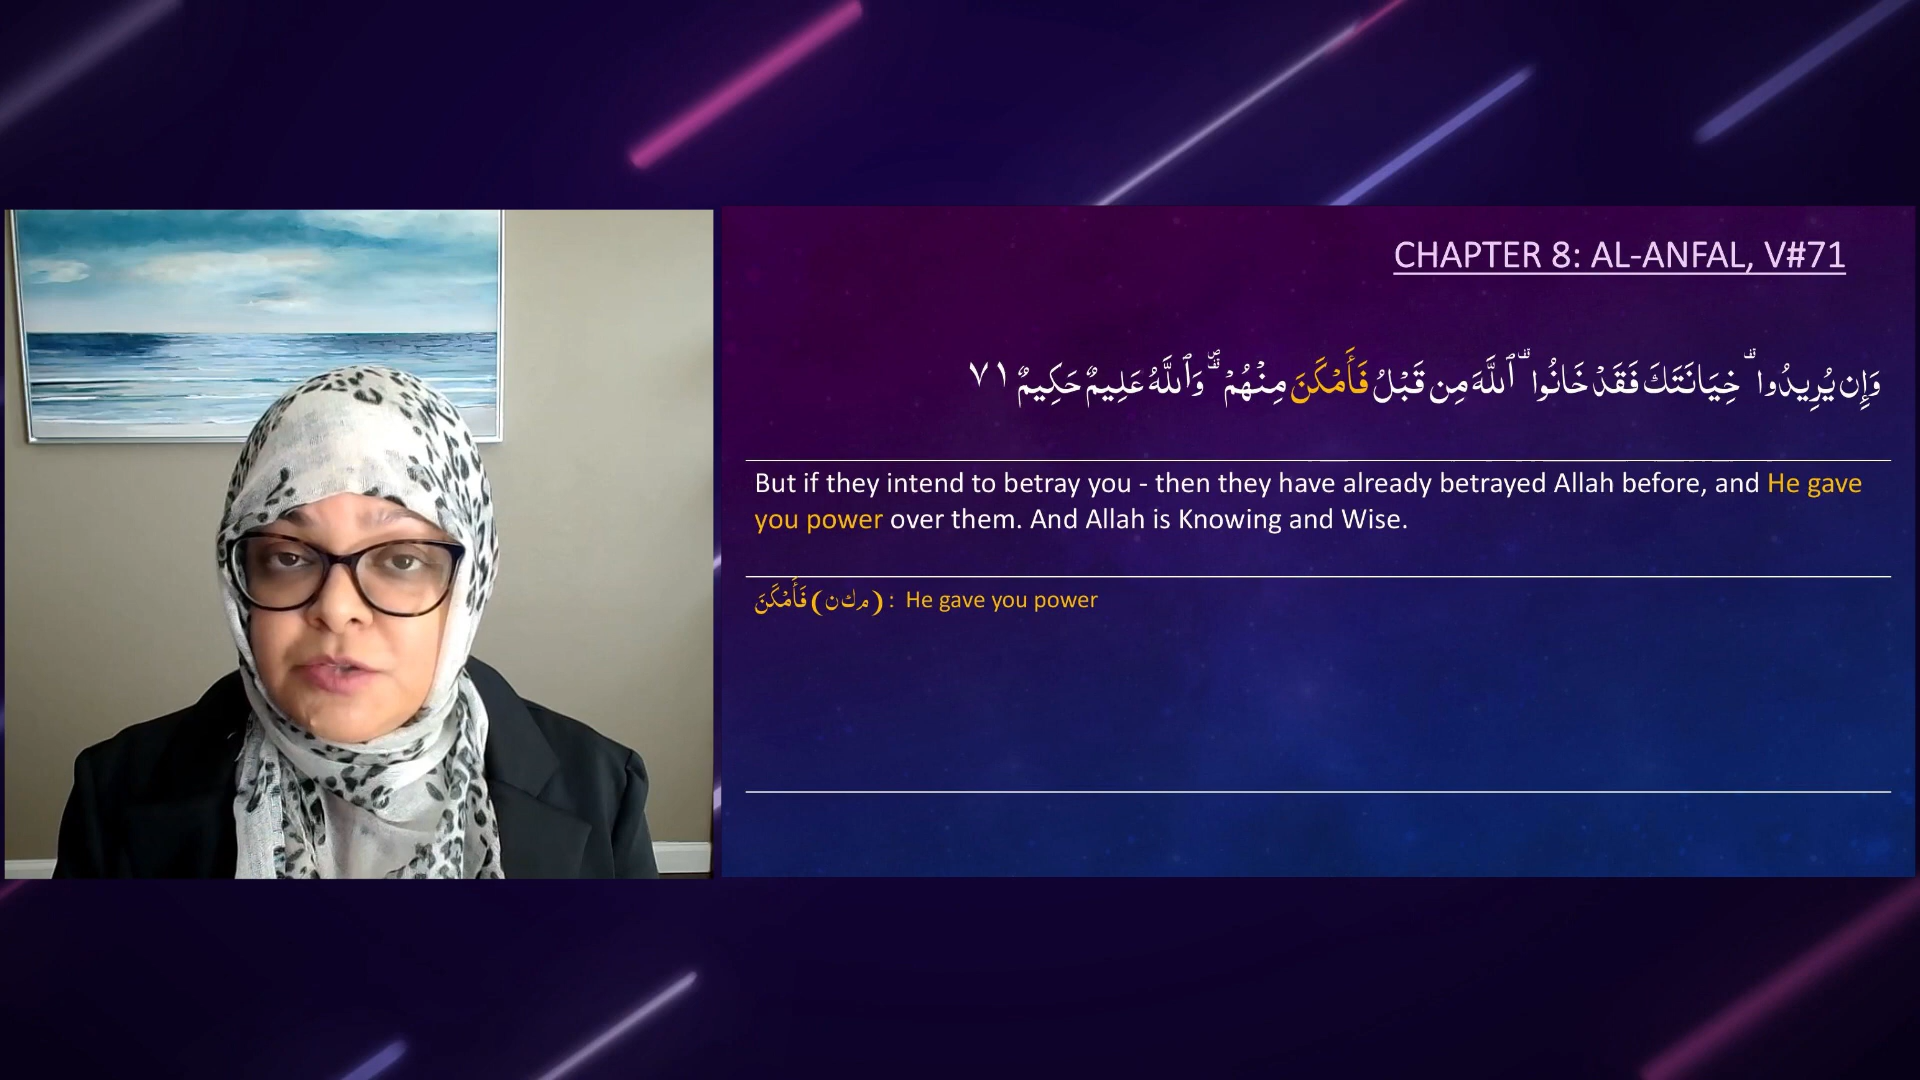 CHAPTER 8: AL-ANFAL, V#71
وَإِن يُرِيدُوا۟ خِيَانَتَكَ فَقَدْ خَانُوا۟ ٱللَّهَ مِن قَبْلُ فَأَمْكَنَ مِنْهُمْ ۗ وَٱللَّهُ عَلِيمٌ حَكِيمٌ ٧١
But if they intend to betray you - then they have already betrayed Allah before, and He gave
you power over them. And Allah is Knowing and Wise.
فَأَمْكَنَ (م ك ن) : He gave you power